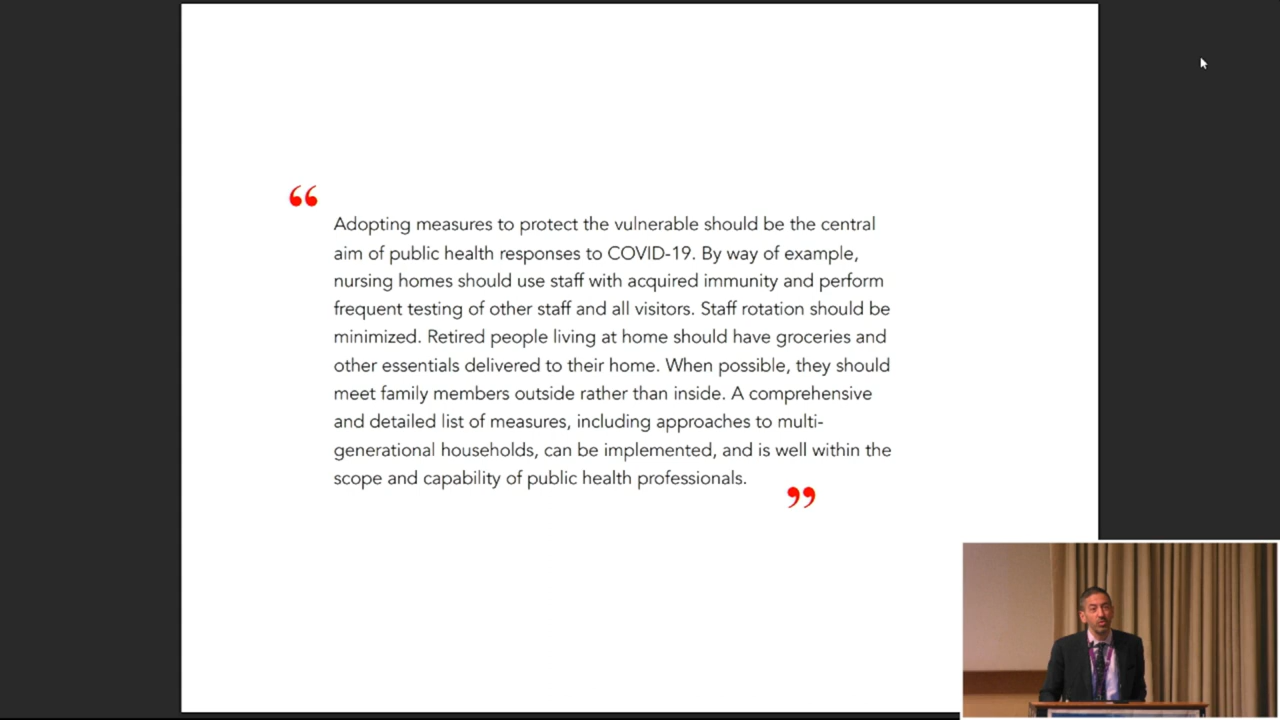 “
Adopting measures to protect the vulnerable should be the central
aim of public health responses to COVID-19. By way of example,
nursing homes should use staff with acquired immunity and perform
frequent testing of other staff and all visitors. Staff rotation should be
minimized. Retired people living at home should have groceries and
other essentials delivered to their home. When possible, they should
meet family members outside rather than inside. A comprehensive
and detailed list of measures, including approaches to multi-
generational households, can be implemented, and is well within the
scope and capability of public health professionals.
”